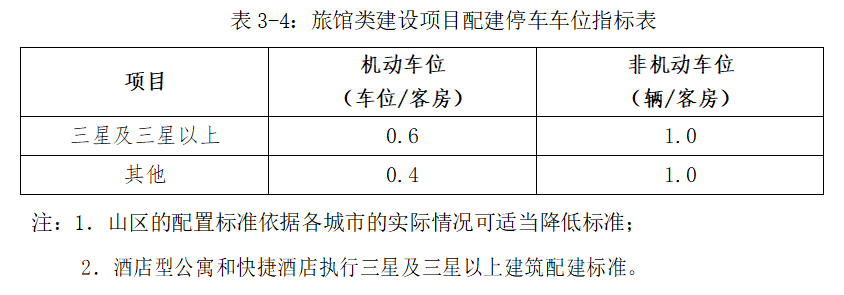 表 3-4：旅馆类建设项目配建停车车位指标表
项目 机动车位 非机动车位
（车位/客房） （辆/客房）
三星及三星以上 0.6 1.0
其他 0.4 1.0
注：1．山区的配置标准依据各城市的实际情况可适当降低标准；
2．酒店型公寓和快捷酒店执行三星及三星以上建筑配建标准。